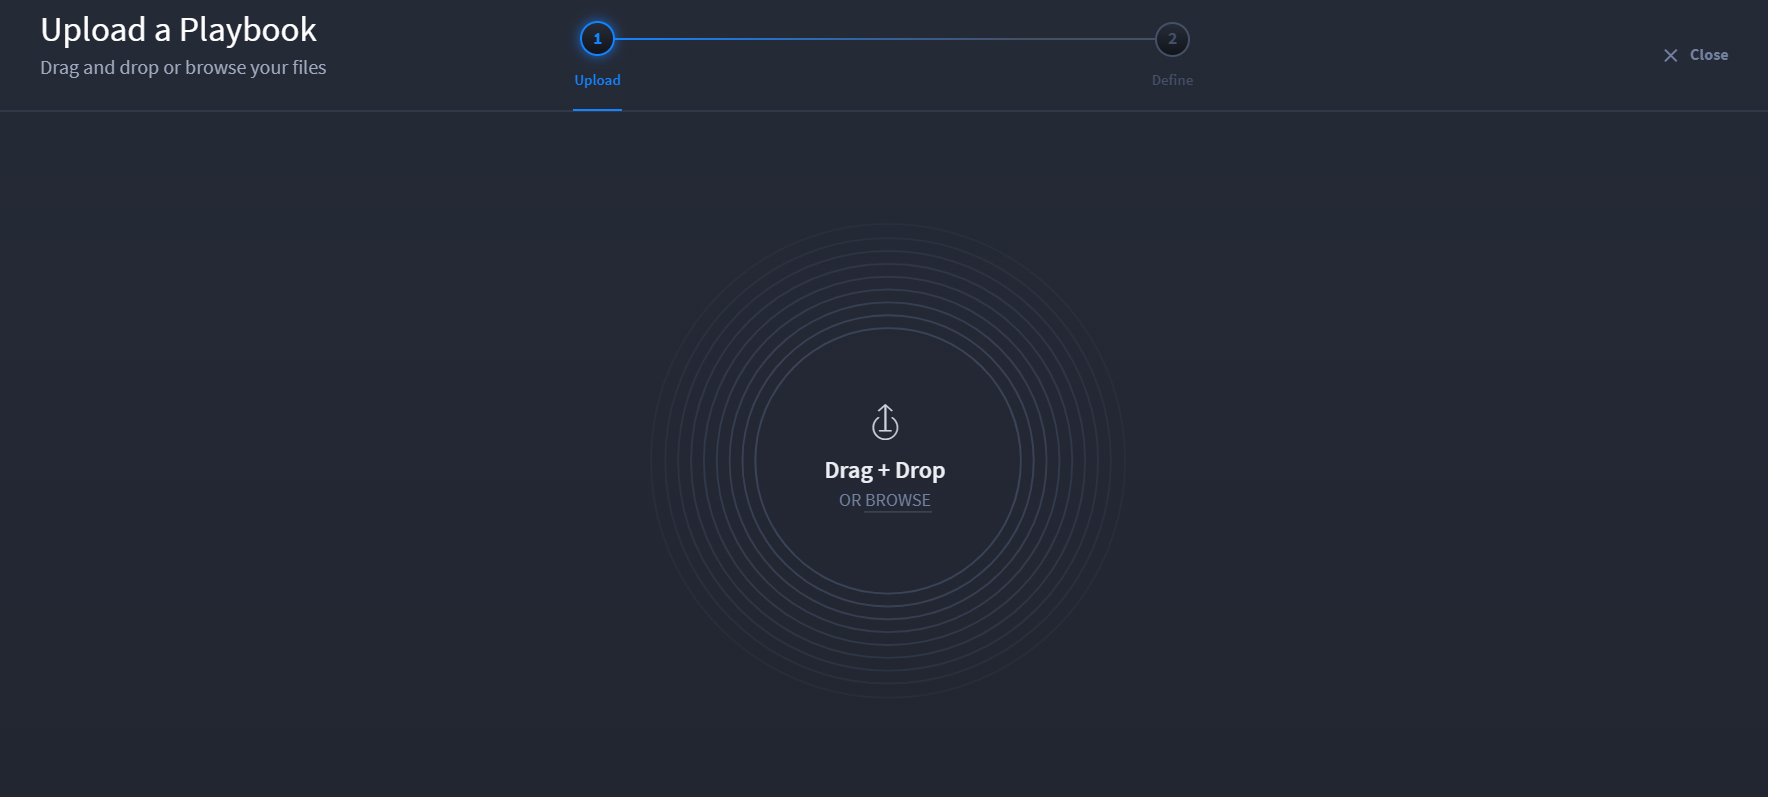 Upload a Playbook
Drag and drop or browse your files
1
2
Upload
Define
Close
Drag + Drop
OR BROWSE